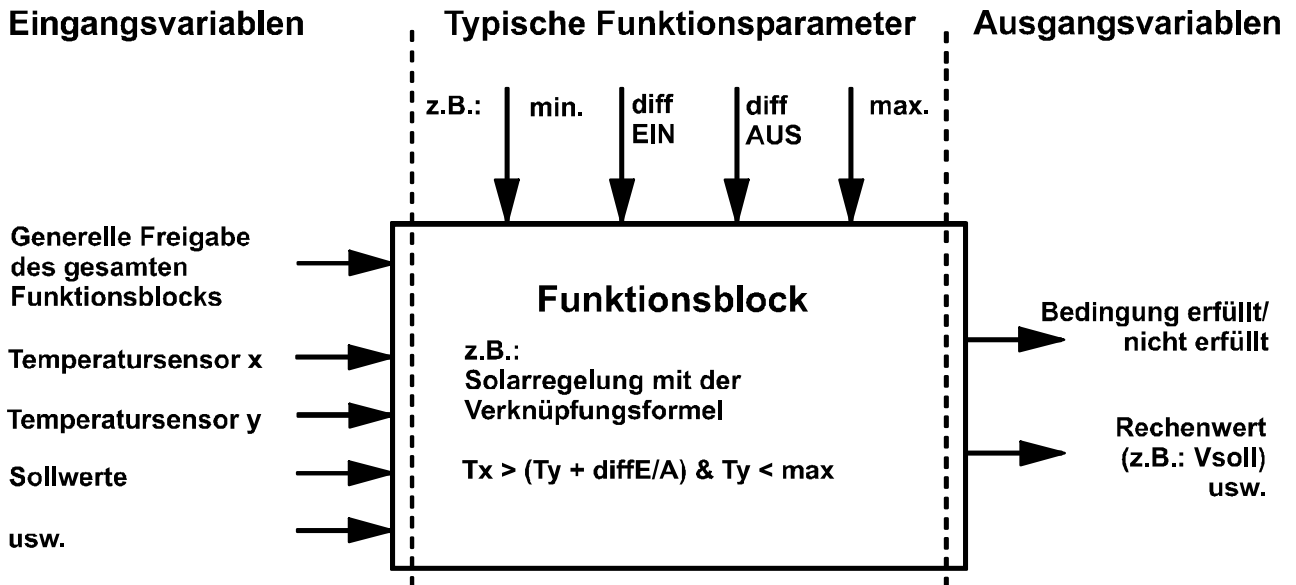 Eingangsvariablen
Typische Funktionsparameter
Ausgangsvariablen
z.B.:
min.
diff
EIN
diff
AUS
max.
Generelle Freigabe
des gesamten
Funktionsblocks
Temperatursensor x
Temperatursensor y
Sollwerte
usw.
Funktionsblock
z.B.:
Solarregelung mit der
Verknüpfungsformel
Tx > (Ty + diffE/A) & Ty < max
Bedingung erfüllt/
nicht erfüllt
Rechenwert
(z.B.: Vsoll)
usw.